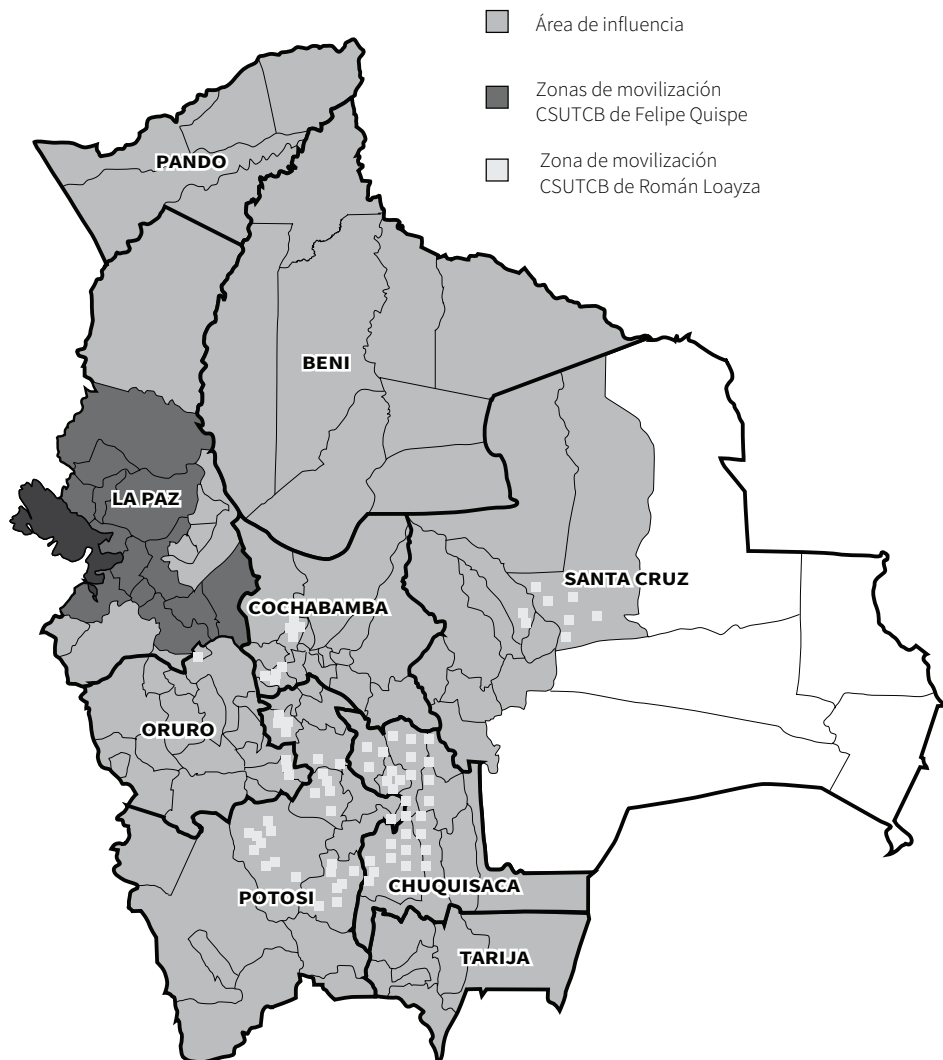 Área de influencia
Zonas de movilización
CSUTCB de Felipe Quispe
Zona de movilización
CSUTCB de Román Loayza
PANDO
BENI
LA PAZ
SANTA CRUZ
COCHABAMBA
ORURO
CHUQUISACA
POTOSI
TARIJA